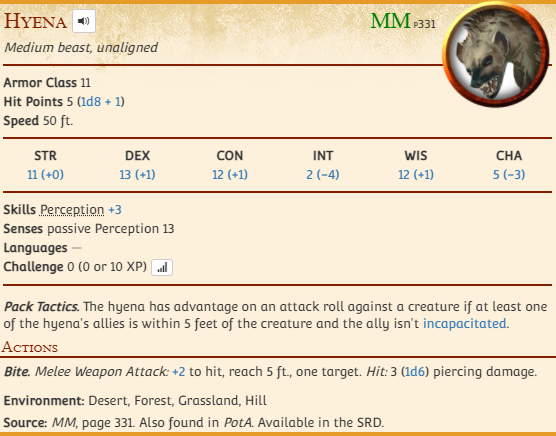 Hyena MM p331
Medium beast, unaligned
Armor Class 11
Hit Points 5 (1d8 + 1)
Speed 50 ft.
STR DEX CON INT WIS CHA
11 (+0) 13 (+1) 12 (+1) 2 (−4) 12 (+1) 5 (−3)
Skills Perception +3
Senses passive Perception 13
Languages —
Challenge 0 (0 or 10 XP)
Pack Tactics. The hyena has advantage on an attack roll against a creature if at least one
of the hyena's allies is within 5 feet of the creature and the ally isn't incapacitated.
Actions
Bite. Melee Weapon Attack: +2 to hit, reach 5 ft., one target. Hit: 3 (1d6) piercing damage.
Environment: Desert, Forest, Grassland, Hill
Source: MM, page 331. Also found in PotA. Available in the SRD.